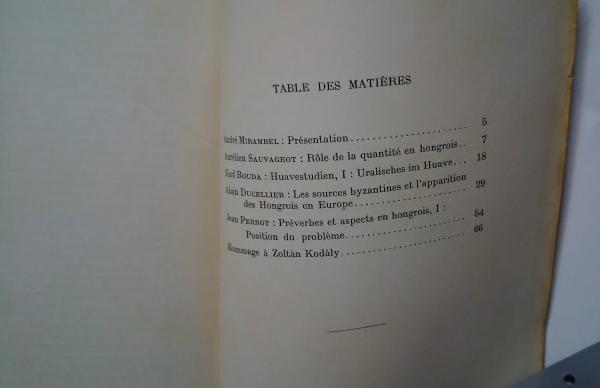 TABLE DES MATIÈRES
André Mirambel : Présentation........................ 5
Aurélien Sauvageot : Rôle de la quantité en hongrois.. 7
Karl Bouda : Huavestudien, I : Uralisches im Huave... 18
Alain Ducellier : Les sources byzantines et l'apparition
des Hongrois en Europe....................... 29
Jean Perrot : Préverbes et aspects en hongrois, I :
Position du problème........................ 54
Hommage à Zoltàn Kodàly........................ 66